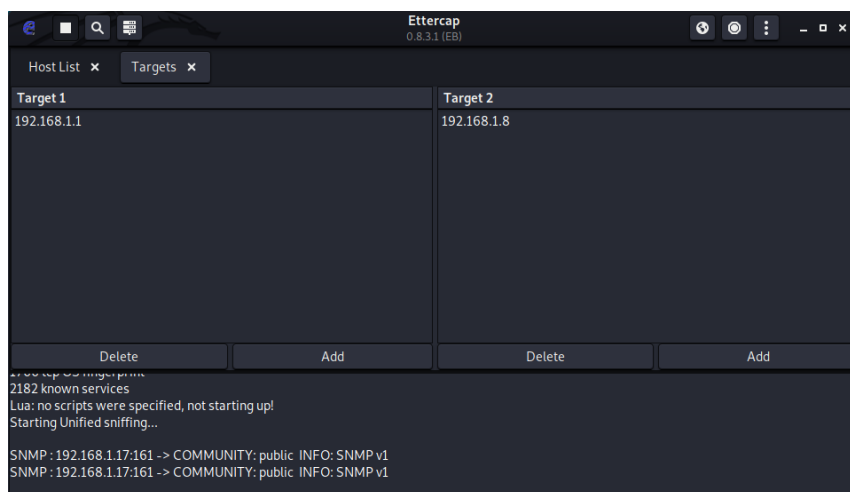 Ettercap
0.8.3.1 (EB)
Host List
Targets
Target 1
Target 2
192.168.1.1
192.168.1.8
Delete
Add
Delete
Add
tcp OS fingerprint
2182 known services
Lua: no scripts were specified, not starting up!
Starting Unified sniffing...
SNMP : 192.168.1.17:161 -> COMMUNITY: public INFO: SNMP v1
SNMP : 192.168.1.17:161 -> COMMUNITY: public INFO: SNMP v1